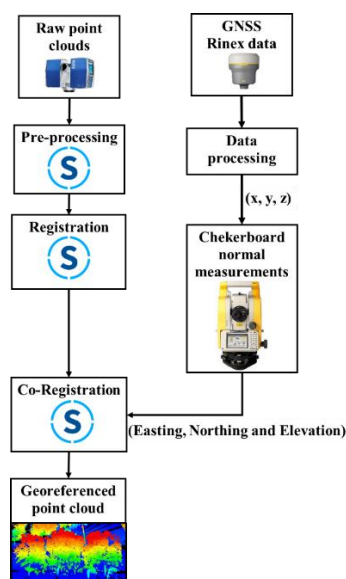 Raw point
clouds
GNSS
Rinex data
Pre-processing
S
Data
processing
(x, y, z)
Registration
S
Chekerboard
normal
measurements
Co-Registration
S
(Easting, Northing and Elevation)
Georeferenced
point cloud